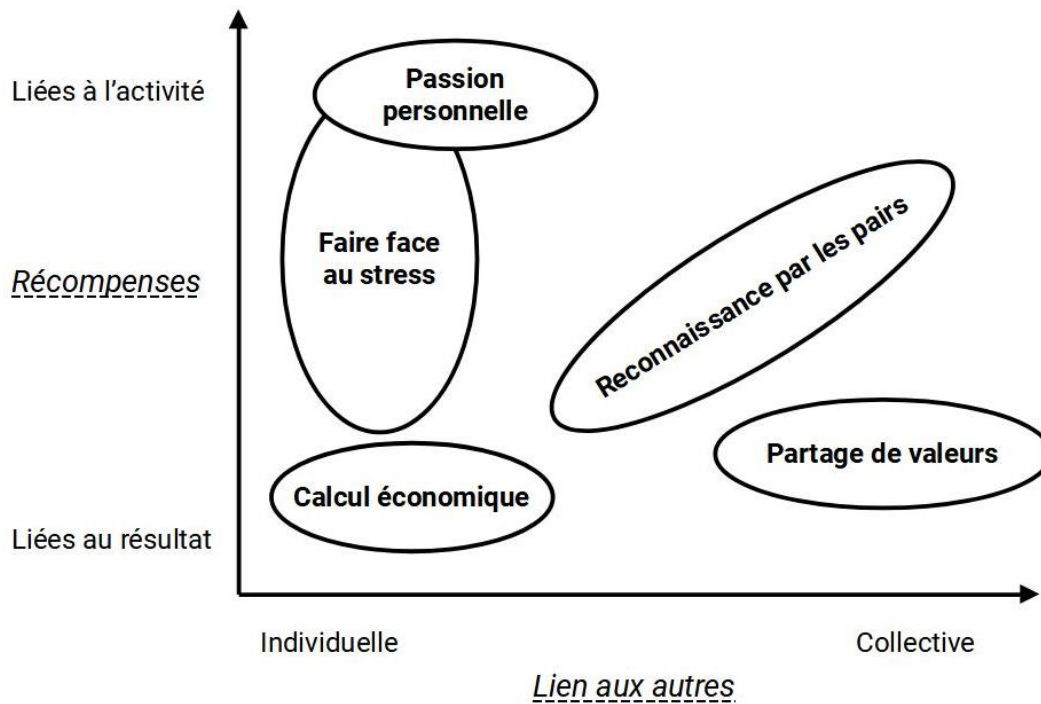 Liées à l'activité
Passion
personnelle
Faire face
au stress
Récompenses
Reconnaissance par les pairs
Partage de valeurs
Calcul économique
Liées au résultat
Individuelle
Collective
Lien aux autres